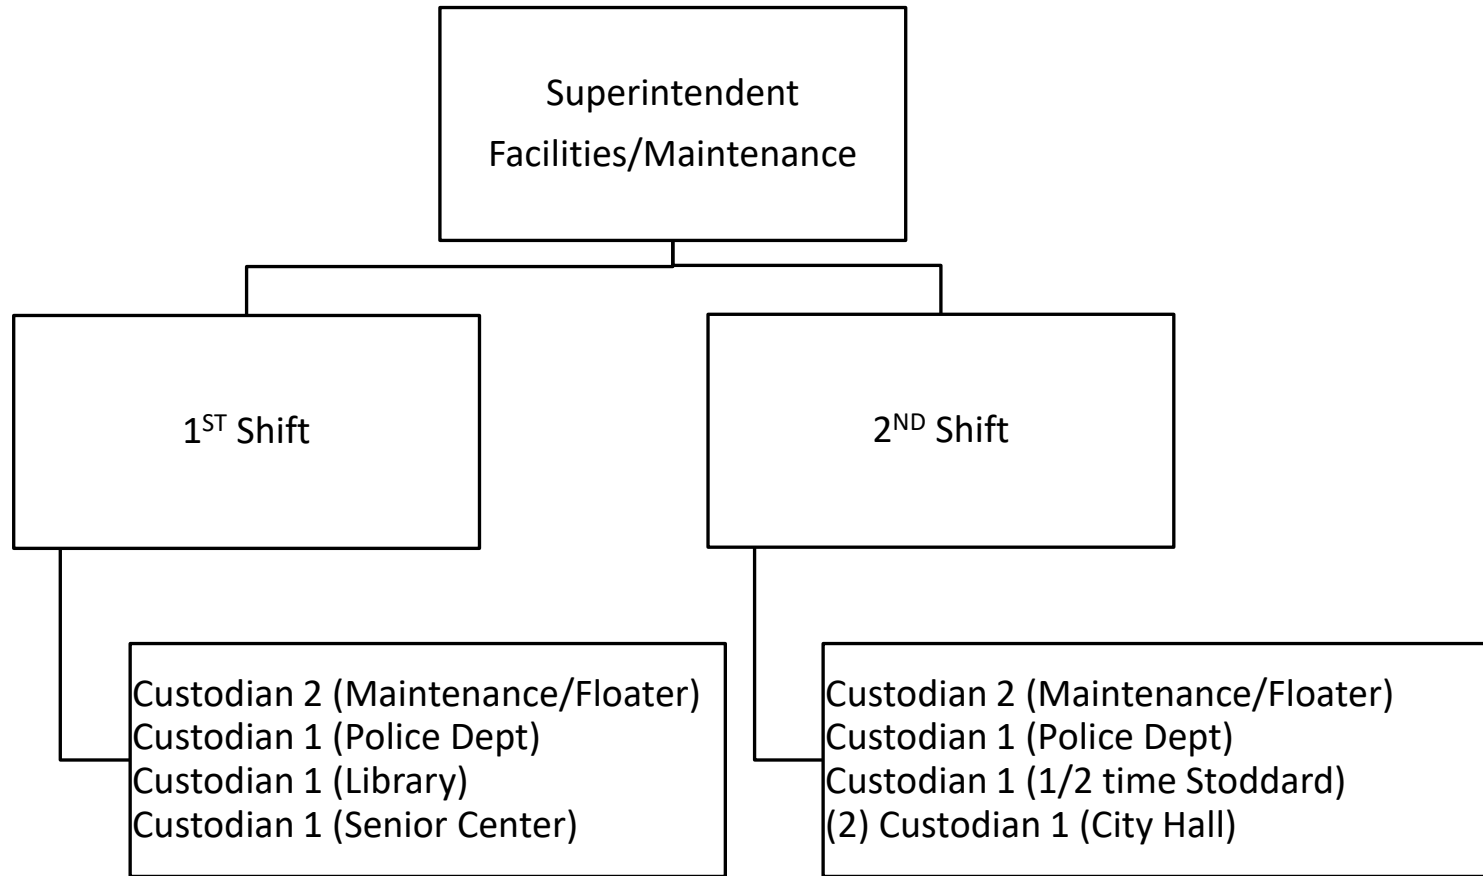 Superintendent
Facilities/Maintenance
1ST Shift
2ND Shift
Custodian 2 (Maintenance/Floater)
Custodian 1 (Police Dept)
Custodian 1 (Library)
Custodian 1 (Senior Center)
Custodian 2 (Maintenance/Floater)
Custodian 1 (Police Dept)
Custodian 1 (1/2 time Stoddard)
(2) Custodian 1 (City Hall)